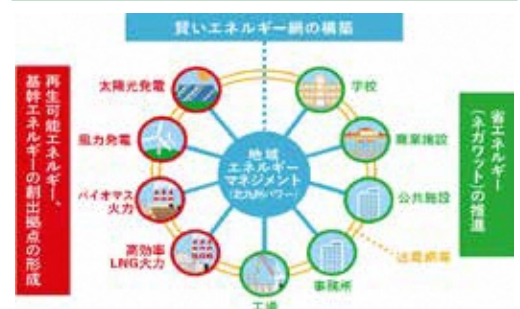 賢いエネルギー網の構築
再生可能エネルギー、
基幹エネルギーの創出拠点の形成
太陽光発電
風力発電
バイオマス
火力
高効率
LNG火力
地域
エネルギー
マネジメント
(北九州パワー)
学校
商業施設
公共施設
送電網等
事務所
工場
省エネルギー
(ネガワット)の推進